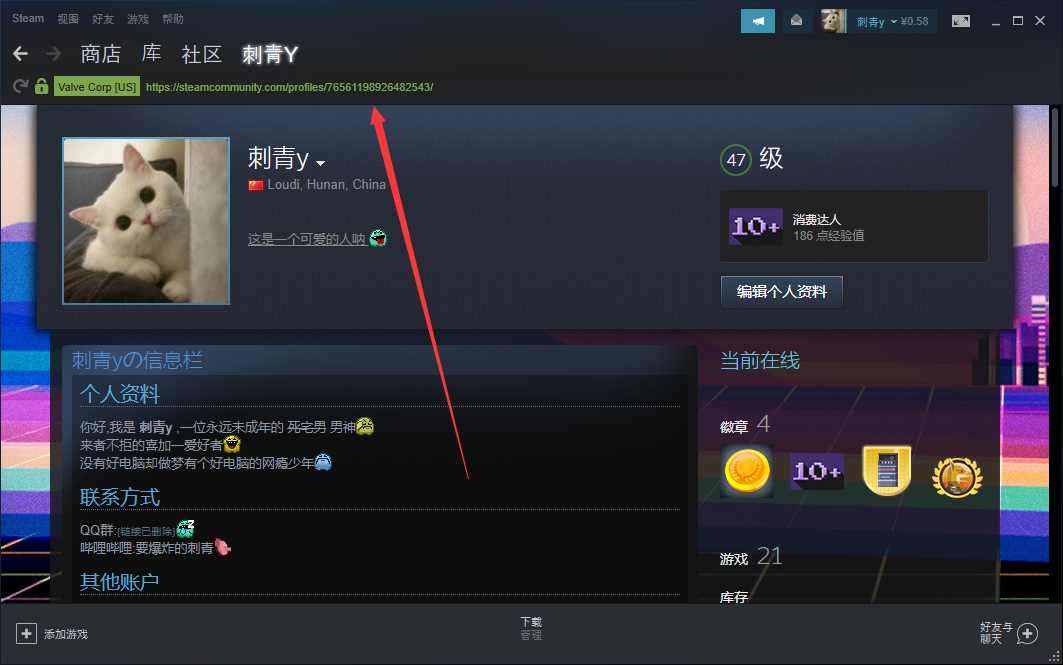 Steam 视图 好友 游戏 帮助
刺青y ¥0.58
商店 库 社区 刺青Y
Valve Corp [US] https://steamcommunity.com/profiles/76561198926482543/
刺青y
Loudi, Hunan, China
这是一个可爱的人呐
47 级
10+ 消费达人
186 点经验值
编辑个人资料
刺青yの信息栏
个人资料
你好,我是 刺青y ,一位永远未成年的 死宅男 男神
来者不拒的喜加一爱好者
没有好电脑却做梦有个好电脑的网瘾少年
联系方式
QQ群:{链接已删除}
哔哩哔哩:要爆炸的刺青
其他账户
当前在线
徽章 4
10+
游戏 21
库存
添加游戏
下载
管理
好友与
聊天